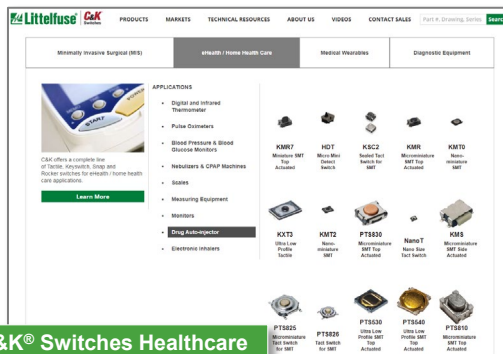 Littelfuse C&K Switches
PRODUCTS MARKETS TECHNICAL RESOURCES ABOUT US VIDEOS CONTACT SALES Part #, Drawing, Series Search
Minimally Invasive Surgical (MIS) eHealth / Home Health Care Medical Wearables Diagnostic Equipment
START
POWER
C&K offers a complete line
of Tactile, Keyswitch, Snap and
Rocker switches for eHealth / home health
care applications.
Learn More
APPLICATIONS
Digital and Infrared
Thermometer
Pulse Oximeters
Blood Pressure & Blood
Glucose Monitors
Nebulizers & CPAP Machines
Scales
Measuring Equipment
Monitors
Drug Auto-injector
Electronic Inhalers
KMR7
Miniature SMT
Top
Actuated
HDT
Micro Mini
Detect
Switch
KSC2
Sealed Tact
Switch for
SMT
KMR
Microminiature
SMT Top
Actuated
KMT0
Nano-
miniature
SMT
KXT3
Ultra Low
Profile
Tactile
KMT2
Nano-
miniature
SMT
PTS830
Microminiature
SMT Top
Actuated
NanoT
Nano Size
Tact Switch
KMS
Microminiature
SMT Side
Actuated
PTS825
Microminiature
Tact Switch
for SMT
PTS826
Tact Switch
for SMT
PTS530
Ultra Low
Profile SMT
Top
Actuated
PTS540
Ultra Low
Profile SMT
Top
Actuated
PTS810
Microminiature
SMT Top
Actuated
&K® Switches Healthcare